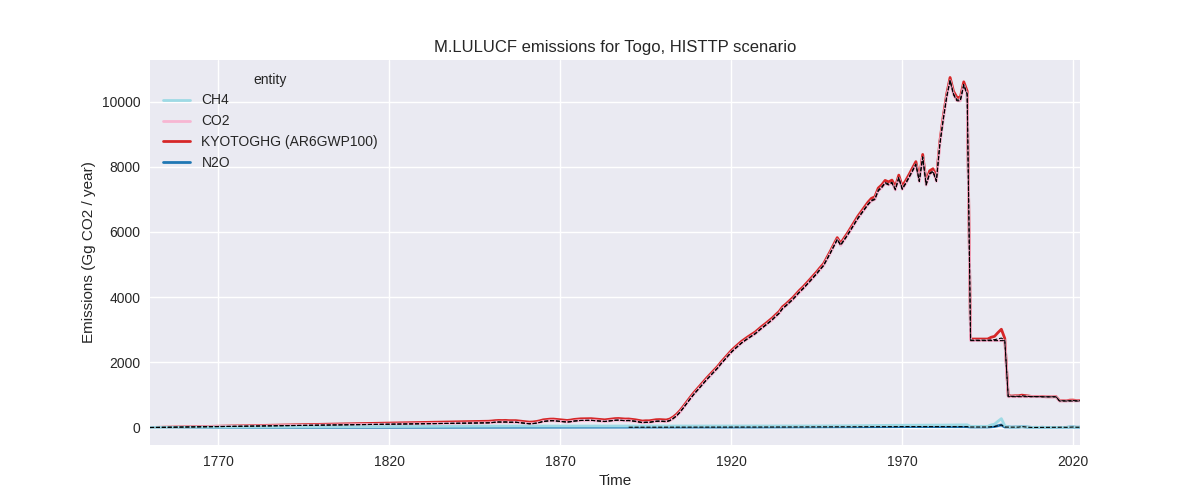 M.LULUCF emissions for Togo, HISTTP scenario
entity
CH4
CO2
KYOTOGHG (AR6GWP100)
N2O
Emissions (Gg CO2 / year)
10000
8000
6000
4000
2000
0
1770
1820
1870
1920
1970
2020
Time